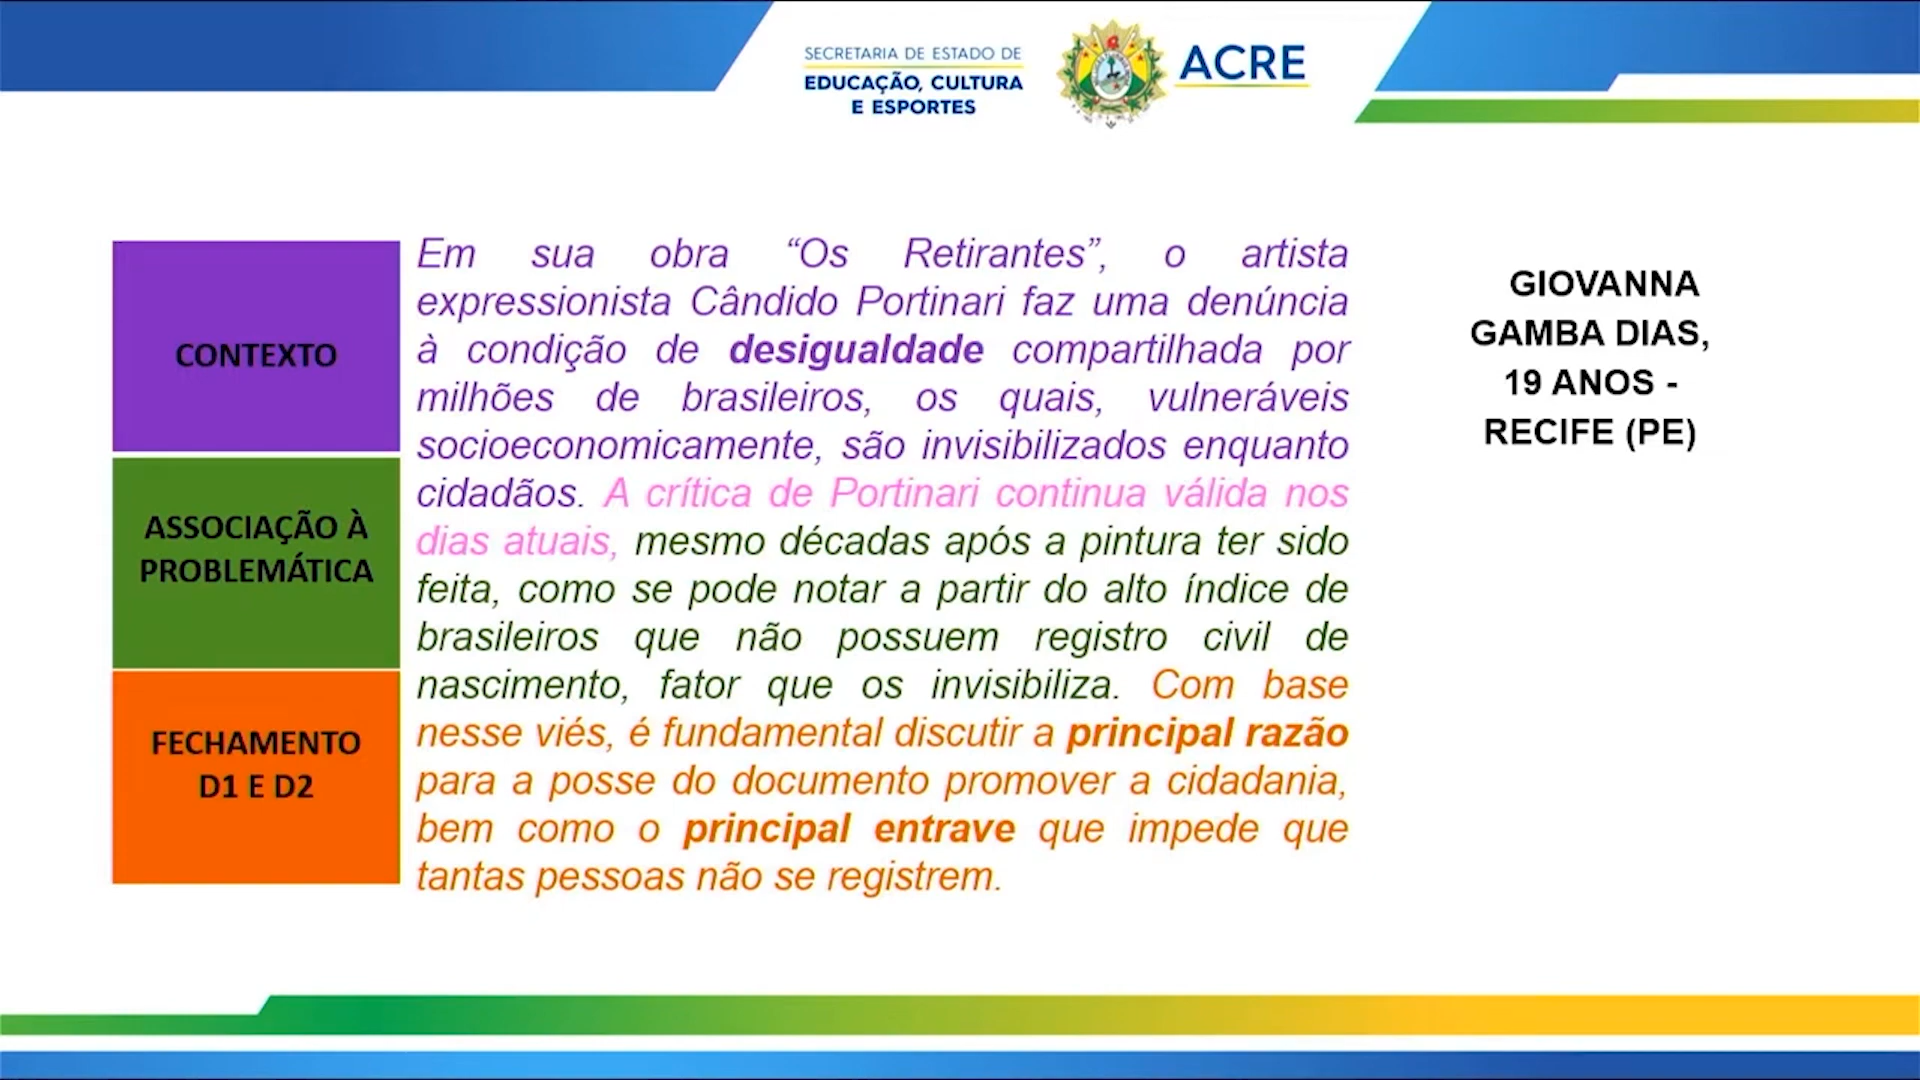 SECRETARIA DE ESTADO DE
EDUCAÇÃO, CULTURA
E ESPORTES
ACRE
CONTEXTO
ASSOCIAÇÃO À
PROBLEMÁTICA
FECHAMENTO
D1 E D2
Em sua obra “Os Retirantes”, o artista
expressionista Cândido Portinari faz uma denúncia
à condição de desigualdade compartilhada por
milhões de brasileiros, os quais, vulneráveis
socioeconomicamente, são invisibilizados enquanto
cidadãos. A crítica de Portinari continua válida nos
dias atuais, mesmo décadas após a pintura ter sido
feita, como se pode notar a partir do alto índice de
brasileiros que não possuem registro civil de
nascimento, fator que os invisibiliza. Com base
nesse viés, é fundamental discutir a principal razão
para a posse do documento promover a cidadania,
bem como o principal entrave que impede que
tantas pessoas não se registrem.
GIOVANNA
GAMBA DIAS,
19 ANOS -
RECIFE (PE)